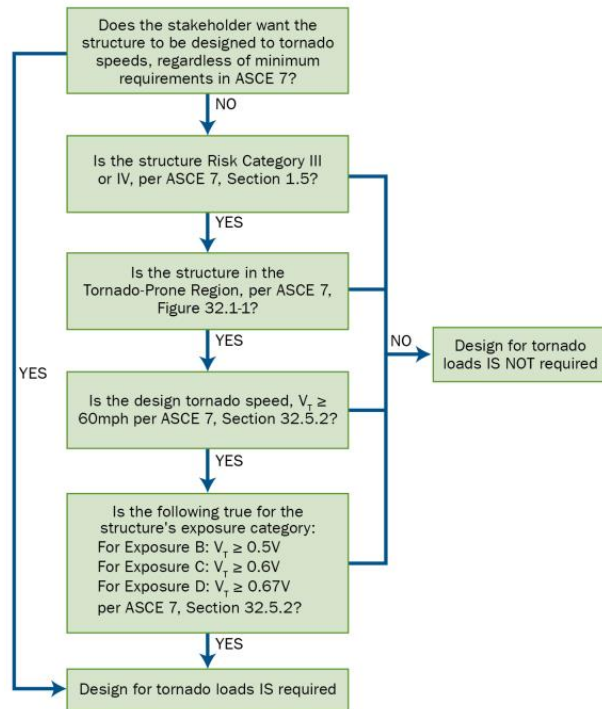 Does the stakeholder want the
structure to be designed to tornado
speeds, regardless of minimum
requirements in ASCE 7?
NO
Is the structure Risk Category III
or IV, per ASCE 7, Section 1.5?
YES
Is the structure in the
Tornado-Prone Region, per ASCE 7,
Figure 32.1-1?
YES
NO
Design for tornado
loads IS NOT required
YES
Is the design tornado speed, V_T ≥
60mph per ASCE 7, Section 32.5.2?
YES
Is the following true for the
structure's exposure category:
For Exposure B: V_T ≥ 0.5V
For Exposure C: V_T ≥ 0.6V
For Exposure D: V_T ≥ 0.67V
per ASCE 7, Section 32.5.2?
YES
Design for tornado loads IS required